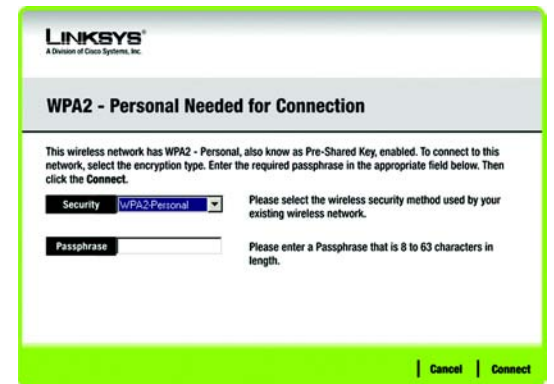 LINKSYS®
A Division of Cisco Systems, Inc.
WPA2 - Personal Needed for Connection
This wireless network has WPA2 - Personal, also know as Pre-Shared Key, enabled. To connect to this
network, select the encryption type. Enter the required passphrase in the appropriate field below. Then
click the Connect.
Security WPA2-Personal
Please select the wireless security method used by your
existing wireless network.
Passphrase
Please enter a Passphrase that is 8 to 63 characters in
length.
Cancel Connect